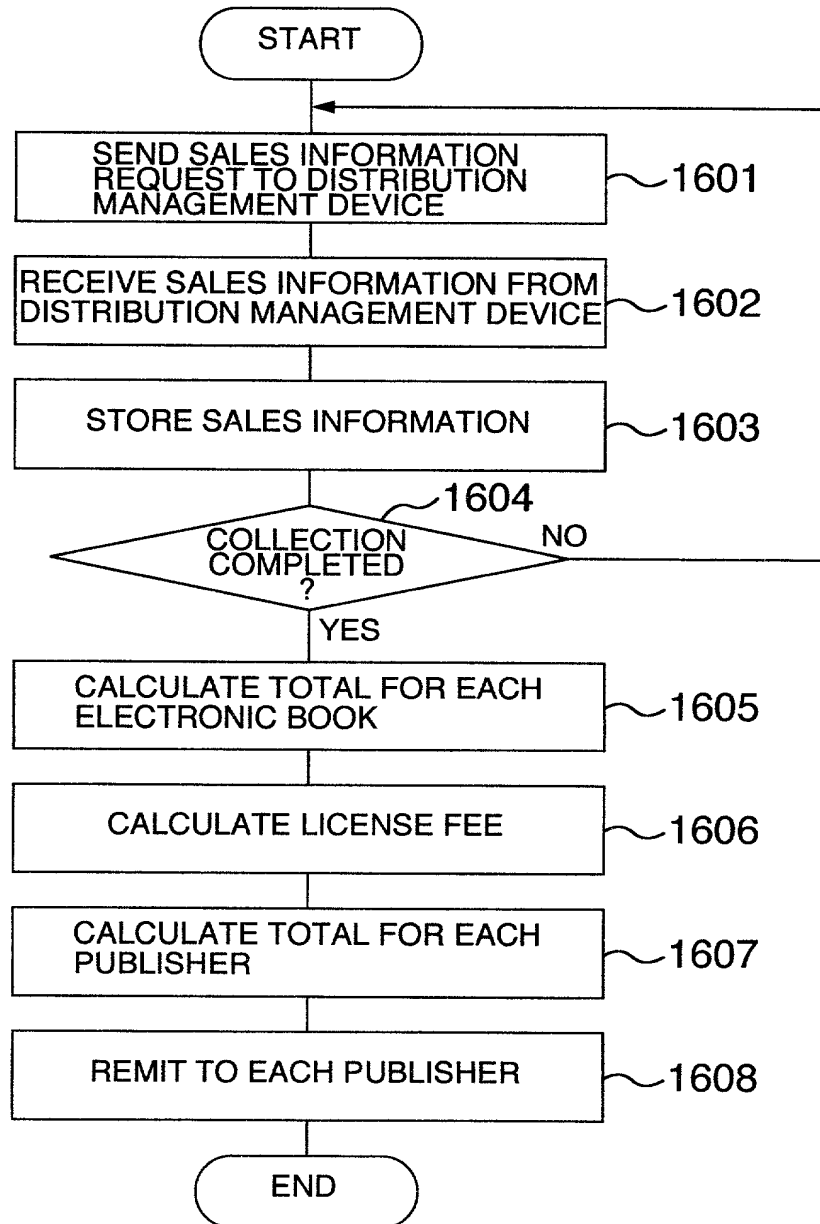 START
SEND SALES INFORMATION
REQUEST TO DISTRIBUTION
MANAGEMENT DEVICE
1601
RECEIVE SALES INFORMATION FROM
DISTRIBUTION MANAGEMENT DEVICE
1602
STORE SALES INFORMATION
1603
1604
COLLECTION
COMPLETED
?
NO
YES
CALCULATE TOTAL FOR EACH
ELECTRONIC BOOK
1605
CALCULATE LICENSE FEE
1606
CALCULATE TOTAL FOR EACH
PUBLISHER
1607
REMIT TO EACH PUBLISHER
1608
END